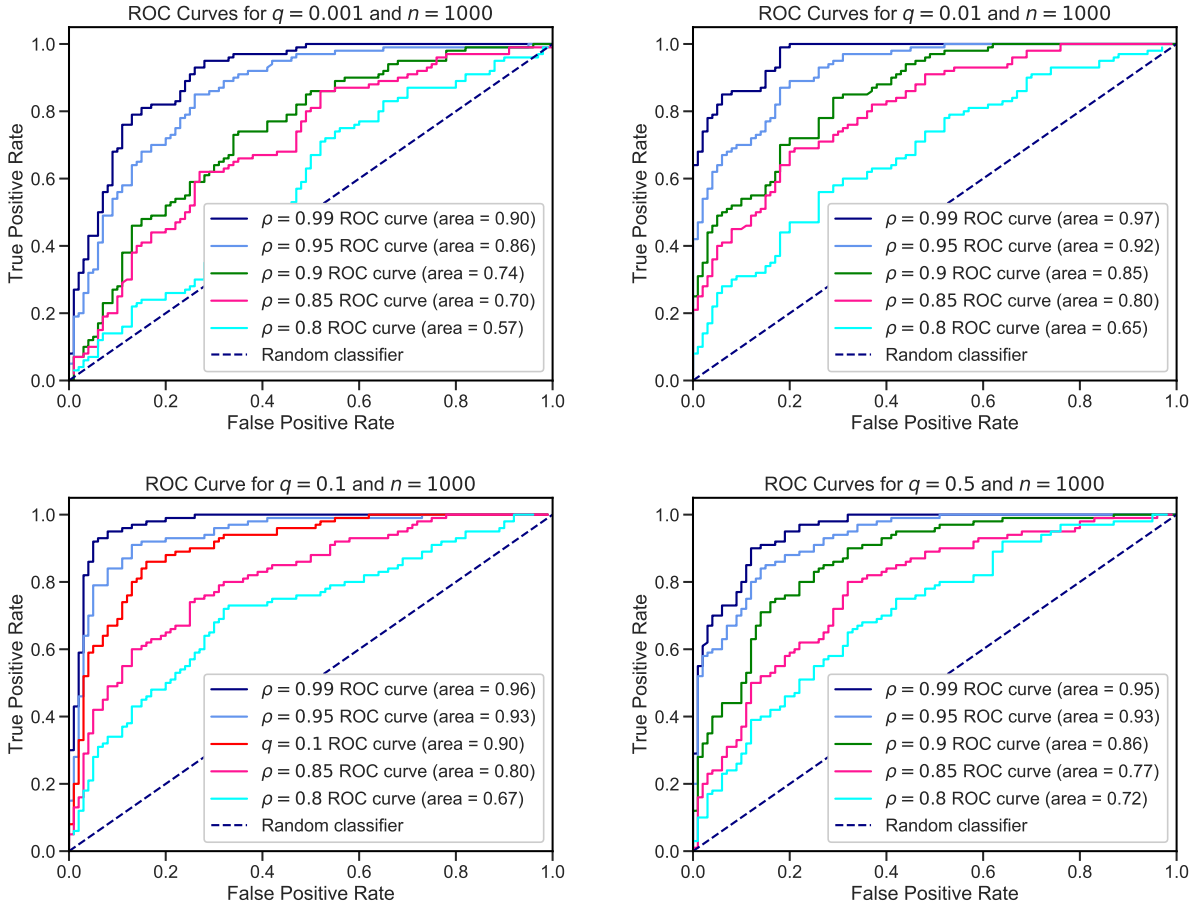 ROC Curves for q = 0.001 and n = 1000
True Positive Rate
1.0
0.8
0.6
0.4
0.2
0.0
ρ = 0.99 ROC curve (area = 0.90)
ρ = 0.95 ROC curve (area = 0.86)
ρ = 0.9 ROC curve (area = 0.74)
ρ = 0.85 ROC curve (area = 0.70)
ρ = 0.8 ROC curve (area = 0.57)
Random classifier
0.0 0.2 0.4 0.6 0.8 1.0
False Positive Rate
ROC Curves for q = 0.01 and n = 1000
True Positive Rate
1.0
0.8
0.6
0.4
0.2
0.0
ρ = 0.99 ROC curve (area = 0.97)
ρ = 0.95 ROC curve (area = 0.92)
ρ = 0.9 ROC curve (area = 0.85)
ρ = 0.85 ROC curve (area = 0.80)
ρ = 0.8 ROC curve (area = 0.65)
Random classifier
0.0 0.2 0.4 0.6 0.8 1.0
False Positive Rate
ROC Curve for q = 0.1 and n = 1000
True Positive Rate
1.0
0.8
0.6
0.4
0.2
0.0
ρ = 0.99 ROC curve (area = 0.96)
ρ = 0.95 ROC curve (area = 0.93)
q = 0.1 ROC curve (area = 0.90)
ρ = 0.85 ROC curve (area = 0.80)
ρ = 0.8 ROC curve (area = 0.67)
Random classifier
0.0 0.2 0.4 0.6 0.8 1.0
False Positive Rate
ROC Curves for q = 0.5 and n = 1000
True Positive Rate
1.0
0.8
0.6
0.4
0.2
0.0
ρ = 0.99 ROC curve (area = 0.95)
ρ = 0.95 ROC curve (area = 0.93)
ρ = 0.9 ROC curve (area = 0.86)
ρ = 0.85 ROC curve (area = 0.77)
ρ = 0.8 ROC curve (area = 0.72)
Random classifier
0.0 0.2 0.4 0.6 0.8 1.0
False Positive Rate